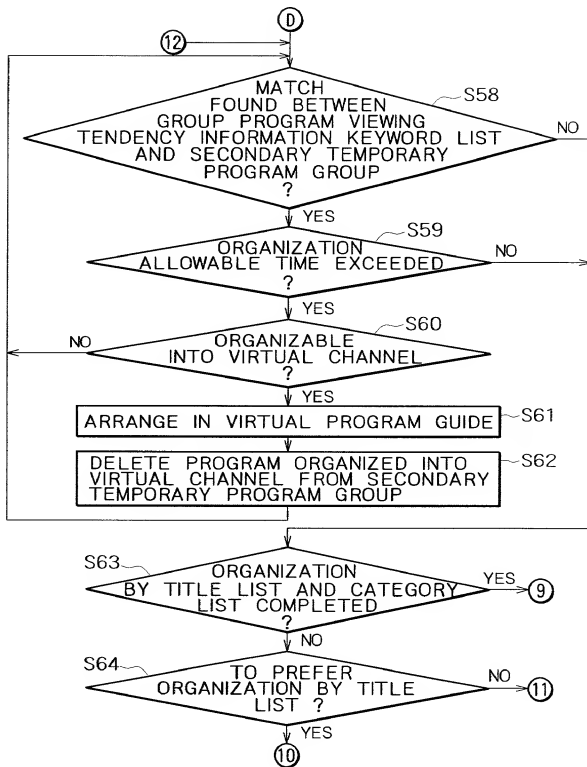 D
12
MATCH
FOUND BETWEEN
GROUP PROGRAM VIEWING
TENDENCY INFORMATION KEYWORD LIST
AND SECONDARY TEMPORARY
PROGRAM GROUP
?
S58
NO
YES
S59
ORGANIZATION
ALLOWABLE TIME EXCEEDED
?
NO
YES
S60
NO
ORGANIZABLE
INTO VIRTUAL CHANNEL
?
YES
ARRANGE IN VIRTUAL PROGRAM GUIDE
S61
DELETE PROGRAM ORGANIZED INTO
VIRTUAL CHANNEL FROM SECONDARY
TEMPORARY PROGRAM GROUP
S62
S63
ORGANIZATION
BY TITLE LIST AND CATEGORY
LIST COMPLETED
?
YES
9
NO
S64
TO PREFER
ORGANIZATION BY TITLE
LIST ?
NO
11
YES
10